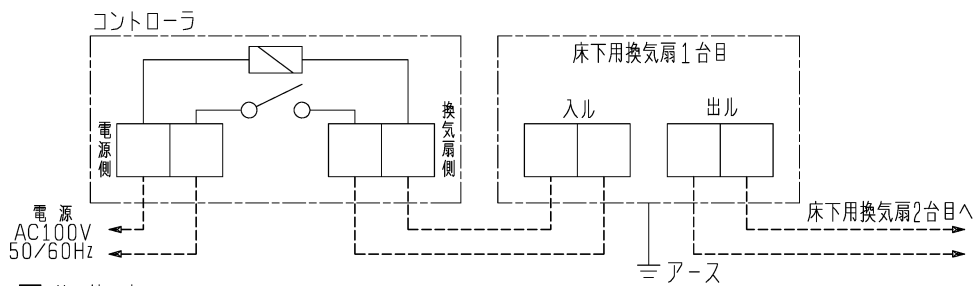 コントローラ
床下用換気扇1台目
電源側
換気扇側
入ル
出ル
電源
AC100V
50/60Hz
床下用換気扇2台目へ
アース